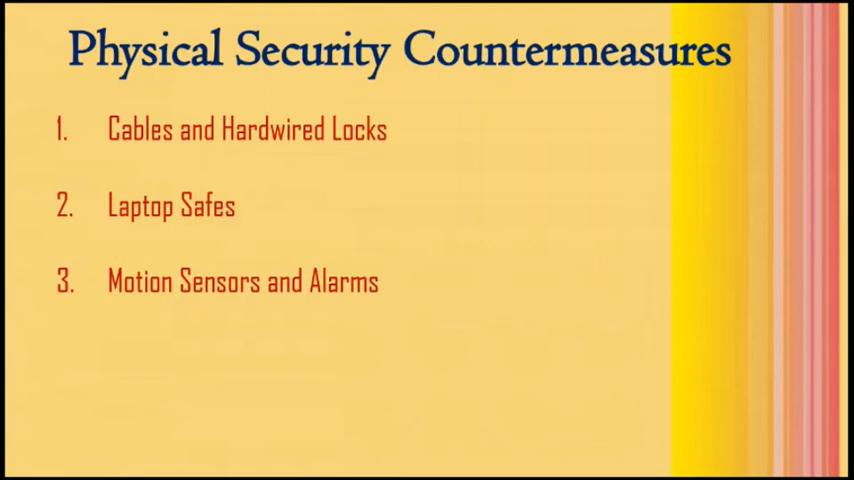 Physical Security Countermeasures
1. Cables and Hardwired Locks
2. Laptop Safes
3. Motion Sensors and Alarms